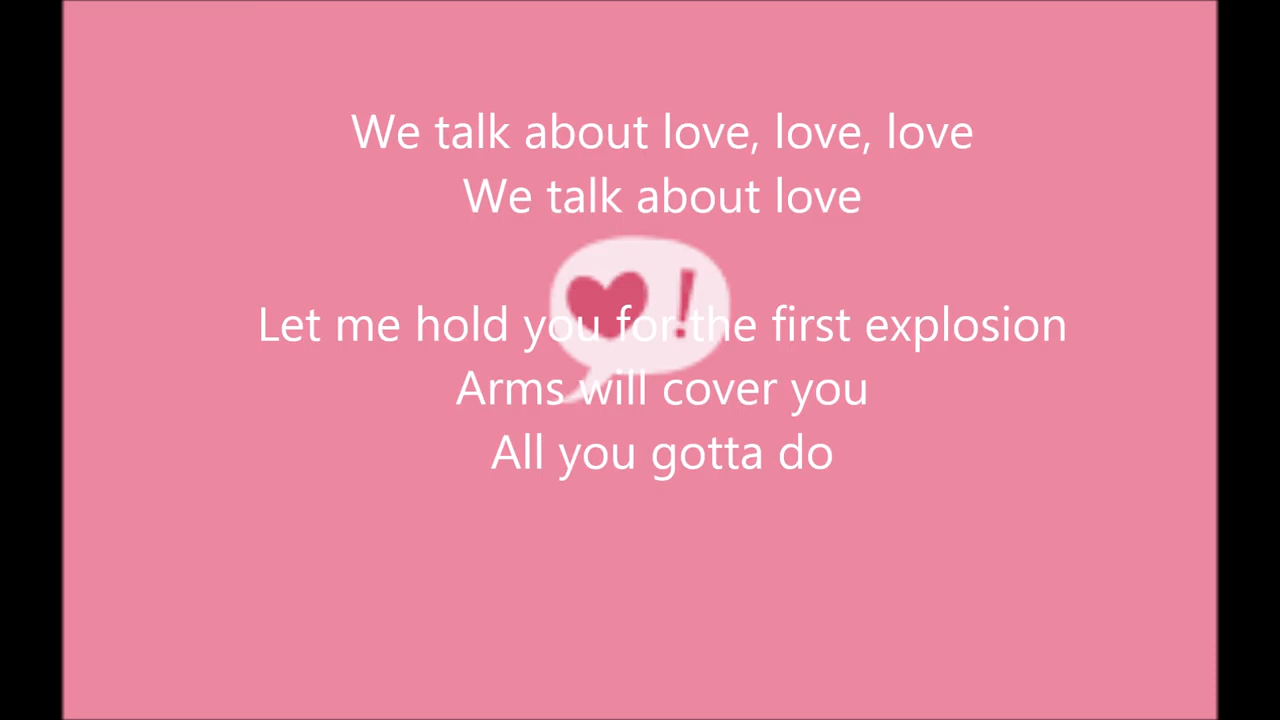 We talk about love, love, love
We talk about love
!
Let me hold you for the first explosion
Arms will cover you
All you gotta do